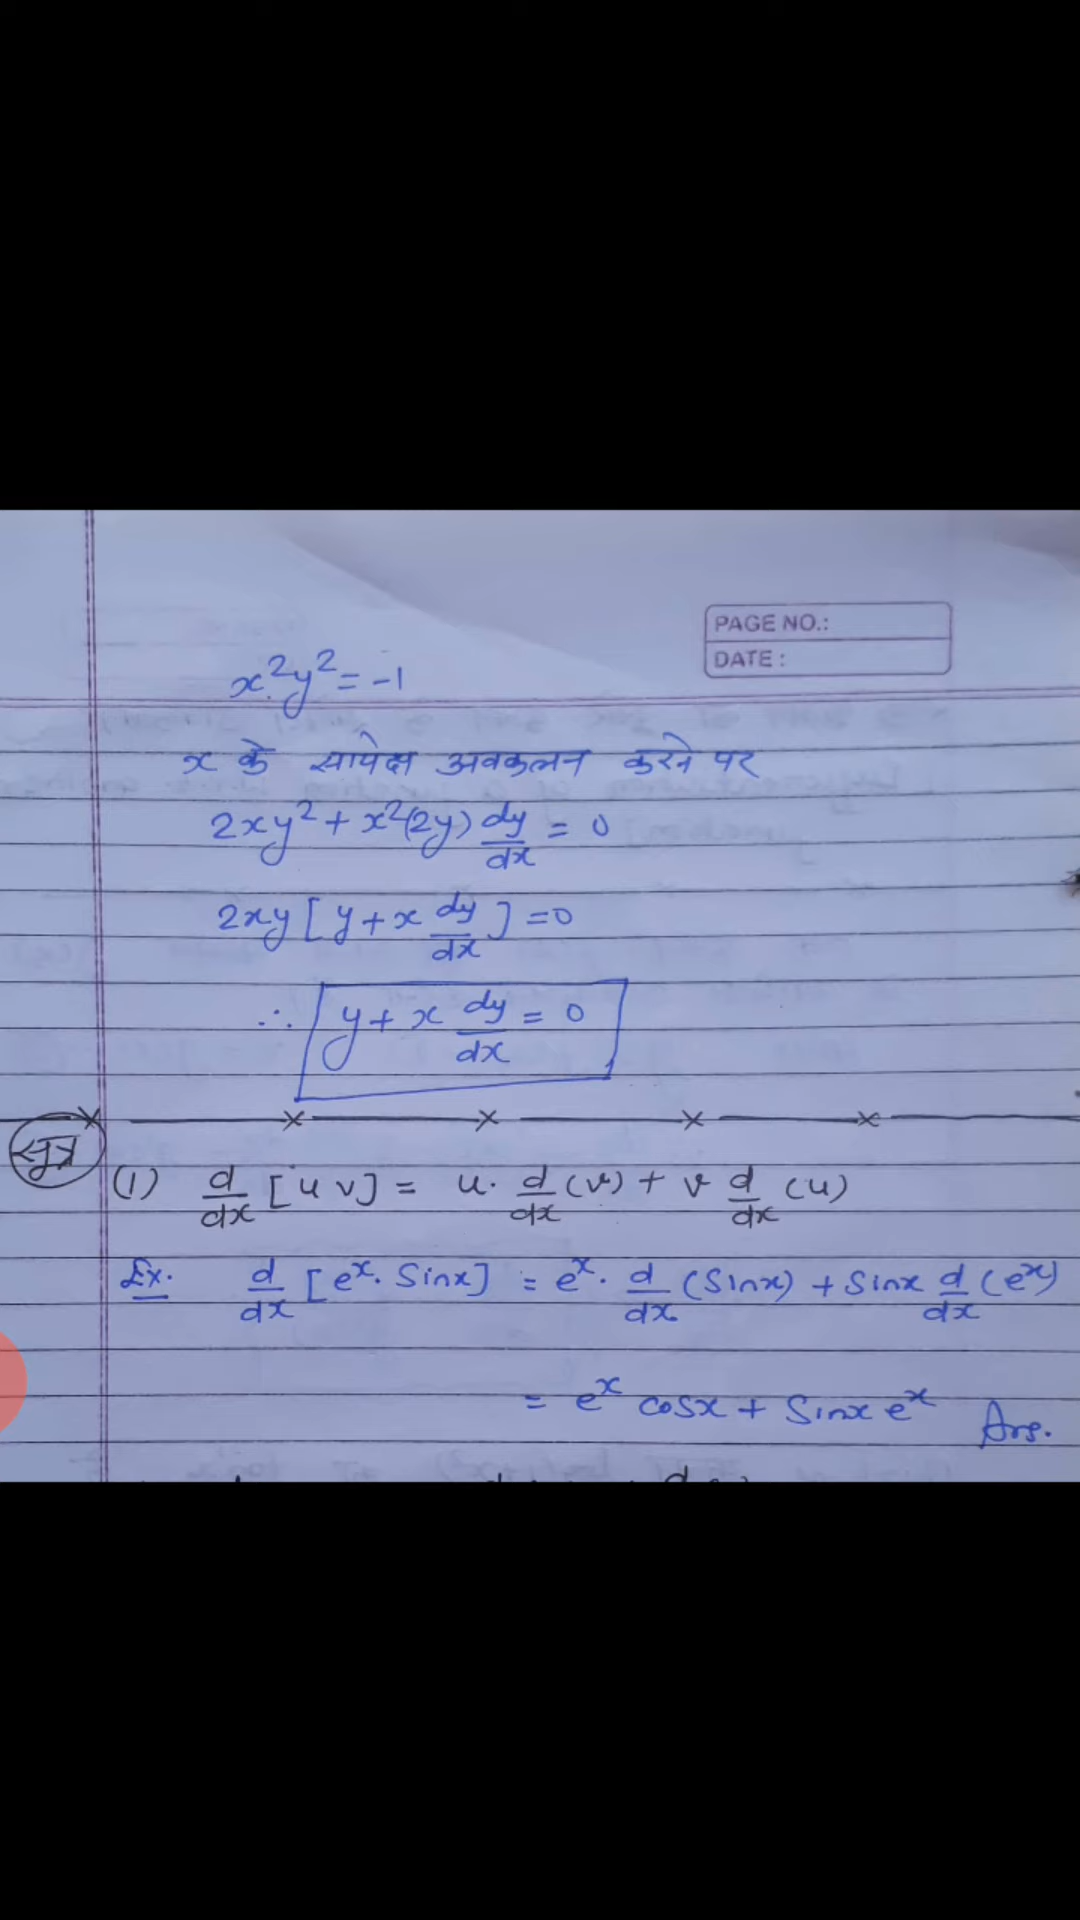 PAGE NO.:
DATE :
x²y² = -1
x के सापेक्ष अवकलन करने पर
2xy² + x²(2y) dy/dx = 0
2xy [y + x dy/dx] = 0
∴ y + x dy/dx = 0
सूत्र
(1) d/dx [u v] = u. d/dx (v) + v d/dx (u)
Ex. d/dx [eˣ. Sinx] = eˣ. d/dx (Sinx) + Sinx d/dx (eˣ)
= eˣ cosx + Sinx eˣ Ans.